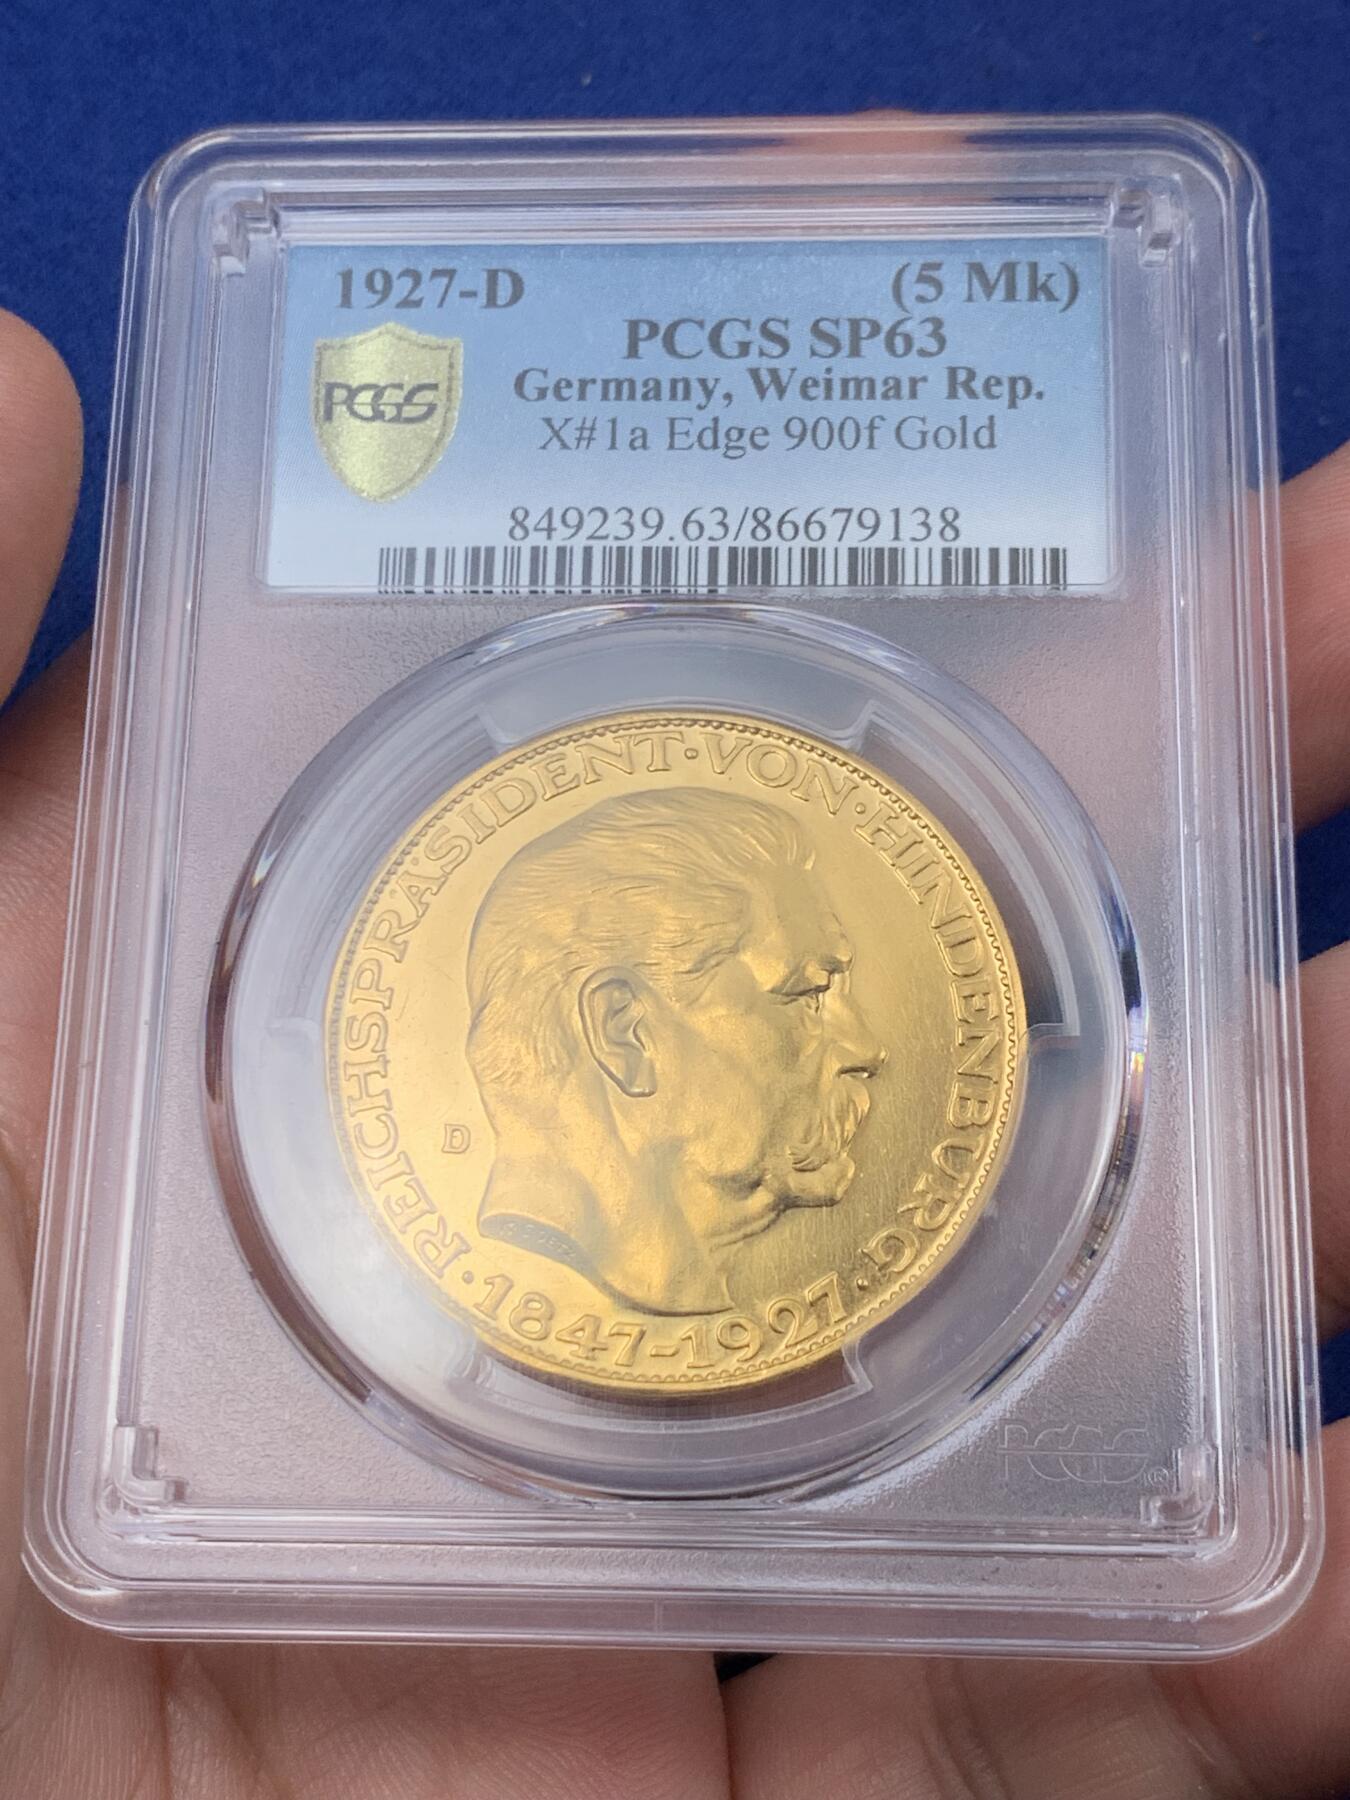 1927-D (5 Mk)
PCGS SP63
PCGS
Germany, Weimar Rep.
X#1a Edge 900f Gold
849239.63/86679138
REICHSPRÄSIDENT·VON·HINDENBURG
D
·1847-1927·
PCGS®